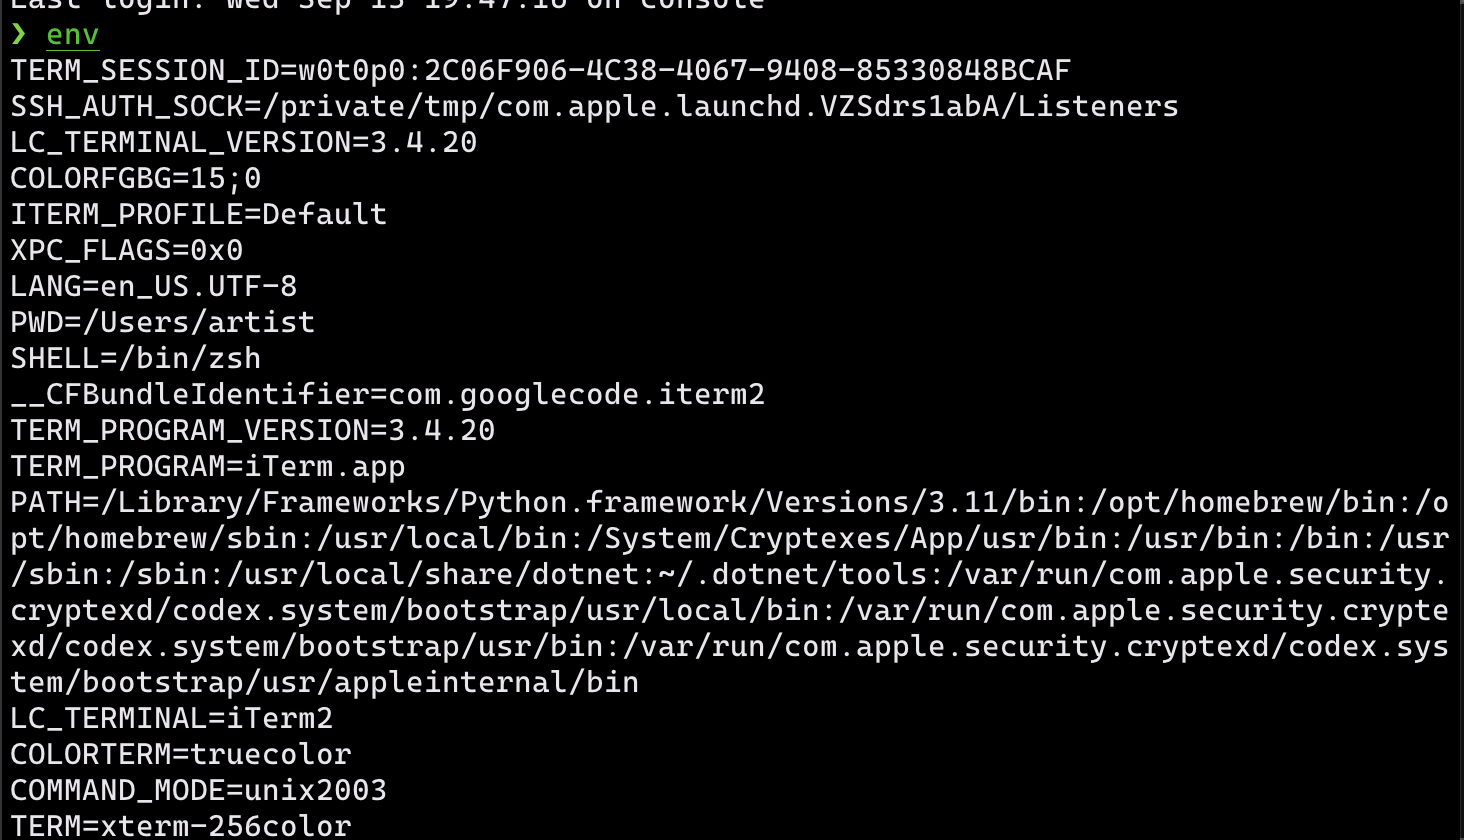 Last login: Wed Sep 13 19:47:18 on console
❯ env
TERM_SESSION_ID=w0t0p0:2C06F906-4C38-4067-9408-85330848BCAF
SSH_AUTH_SOCK=/private/tmp/com.apple.launchd.VZSdrs1abA/Listeners
LC_TERMINAL_VERSION=3.4.20
COLORFGBG=15;0
ITERM_PROFILE=Default
XPC_FLAGS=0x0
LANG=en_US.UTF-8
PWD=/Users/artist
SHELL=/bin/zsh
__CFBundleIdentifier=com.googlecode.iterm2
TERM_PROGRAM_VERSION=3.4.20
TERM_PROGRAM=iTerm.app
PATH=/Library/Frameworks/Python.framework/Versions/3.11/bin:/opt/homebrew/bin:/o
pt/homebrew/sbin:/usr/local/bin:/System/Cryptexes/App/usr/bin:/usr/bin:/bin:/usr
/sbin:/sbin:/usr/local/share/dotnet:~/.dotnet/tools:/var/run/com.apple.security.
cryptexd/codex.system/bootstrap/usr/local/bin:/var/run/com.apple.security.crypte
xd/codex.system/bootstrap/usr/bin:/var/run/com.apple.security.cryptexd/codex.sys
tem/bootstrap/usr/appleinternal/bin
LC_TERMINAL=iTerm2
COLORTERM=truecolor
COMMAND_MODE=unix2003
TERM=xterm-256color